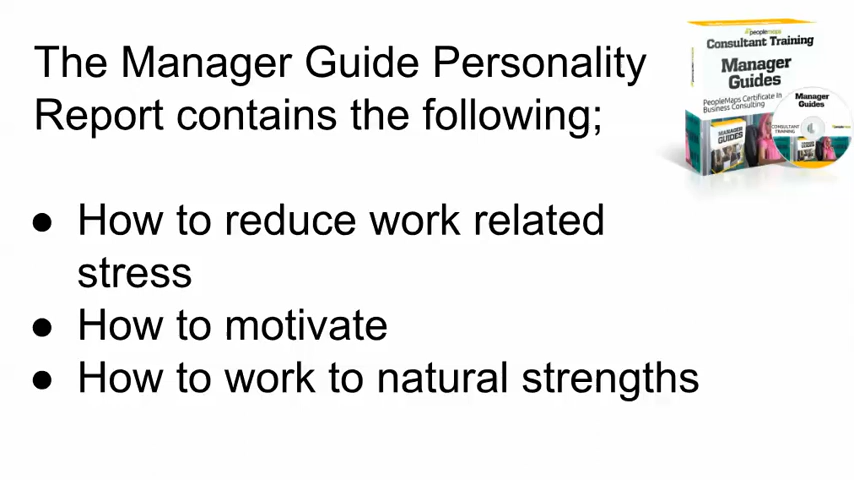 The Manager Guide Personality
Report contains the following;
● How to reduce work related
stress
● How to motivate
● How to work to natural strengths
peoplemaps
Consultant Training
Manager
Guides
PeopleMaps Certificate in
Business Consulting
MANAGER
GUIDES
Manager
Guides
CONSULTANT
TRAINING
peoplemaps